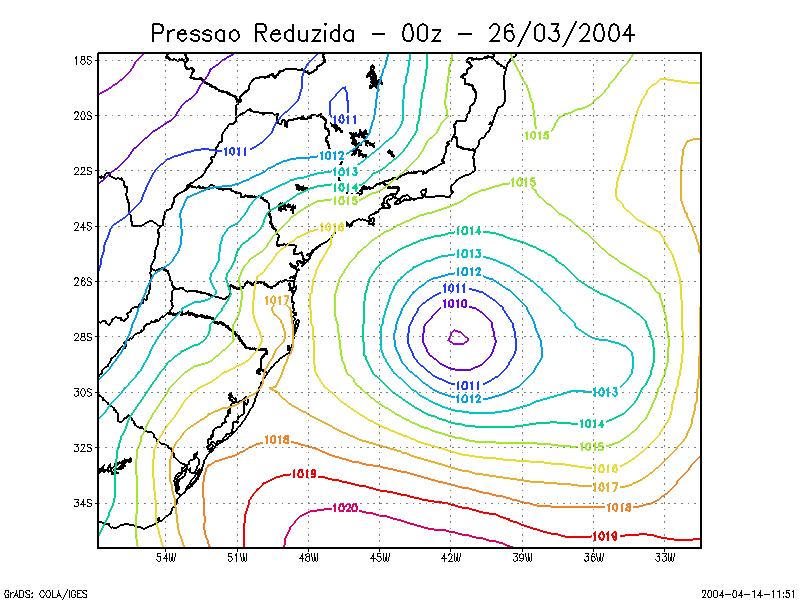 Pressao Reduzida - 00z - 26/03/2004
18S
20S
1011
1015
1011
1012
22S
1013
1014
1015
1015
24S
1016
1014
1013
26S
1012
1011
1017
1010
28S
1011
30S
1012
1013
1014
32S
1018
1015
1016
1019
1017
34S
1020
1018
1019
54W 51W 48W 45W 42W 39W 36W 33W
GrADS: COLA/IGES
2004-04-14-11:51